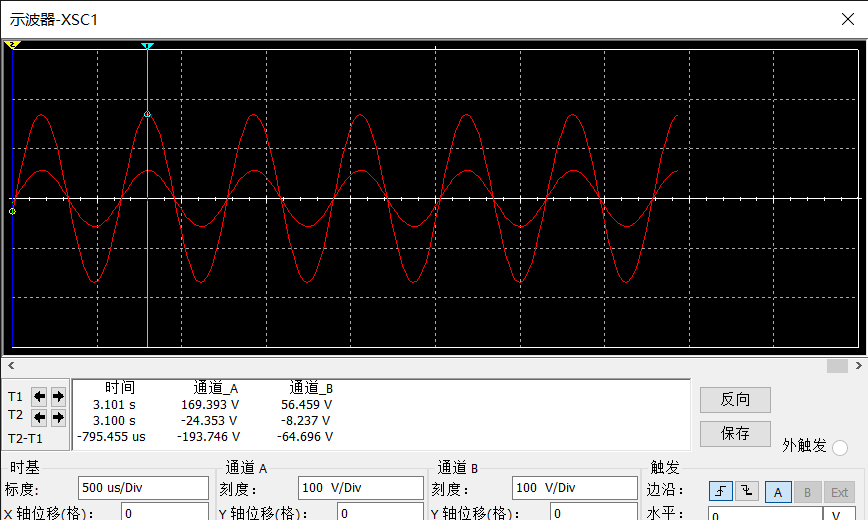 示波器-XSC1
2 1
T1
T2
T2-T1
时间 通道_A 通道_B
3.101 s 169.393 V 56.459 V
3.100 s -24.353 V -8.237 V
-795.455 us -193.746 V -64.696 V
反向
保存
外触发
时基 通道 A 通道 B 触发
标度: 500 us/Div 刻度: 100 V/Div 刻度: 100 V/Div 边沿: A B Ext
X 轴位移(格): 0 Y 轴位移(格): 0 Y 轴位移(格): 0 水平: 0 V